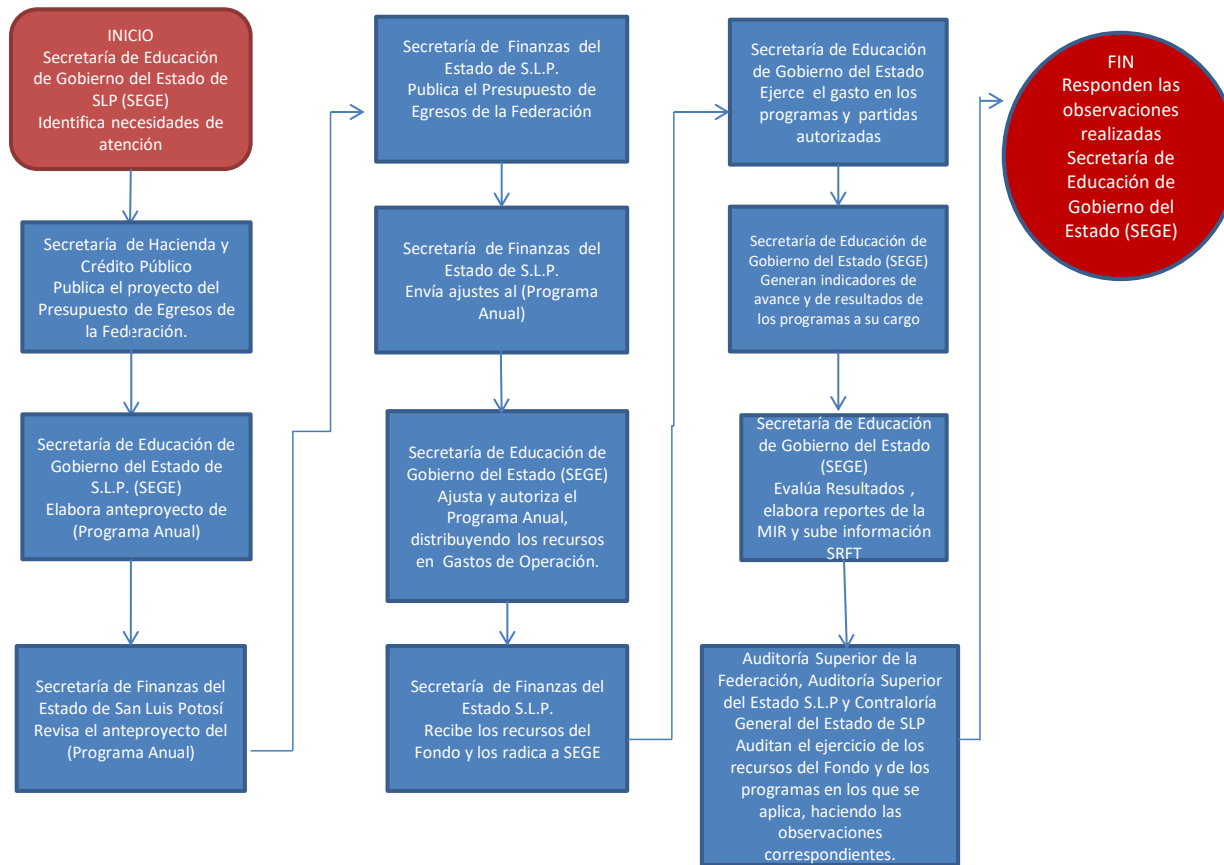 INICIO
Secretaría de Educación
de Gobierno del Estado de
SLP (SEGE)
Identifica necesidades de
atención
Secretaría de Hacienda y
Crédito Público
Publica el proyecto del
Presupuesto de Egresos de
la Federación.
Secretaría de Educación de
Gobierno del Estado de
S.L.P. (SEGE)
Elabora anteproyecto de
(Programa Anual)
Secretaría de Finanzas del
Estado de San Luis Potosí
Revisa el anteproyecto del
(Programa Anual)
Secretaría de Finanzas del
Estado de S.L.P.
Publica el Presupuesto de
Egresos de la Federación
Secretaría de Finanzas del
Estado de S.L.P.
Envía ajustes al (Programa
Anual)
Secretaría de Educación de
Gobierno del Estado (SEGE)
Ajusta y autoriza el
Programa Anual,
distribuyendo los recursos
en Gastos de Operación.
Secretaría de Finanzas del
Estado S.L.P.
Recibe los recursos del
Fondo y los radica a SEGE
Secretaría de Educación
de Gobierno del Estado
Ejerce el gasto en los
programas y partidas
autorizadas
Secretaría de Educación de
Gobierno del Estado (SEGE)
Generan indicadores de
avance y de resultados de
los programas a su cargo
Secretaría de Educación
de Gobierno del Estado
(SEGE)
Evalúa Resultados ,
elabora reportes de la
MIR y sube información
SRFT
Auditoría Superior de la
Federación, Auditoría Superior
del Estado S.L.P y Contraloría
General del Estado de SLP
Auditan el ejercicio de los
recursos del Fondo y de los
programas en los que se
aplica, haciendo las
observaciones
correspondientes.
FIN
Responden las
observaciones
realizadas
Secretaría de
Educación de
Gobierno del
Estado (SEGE)